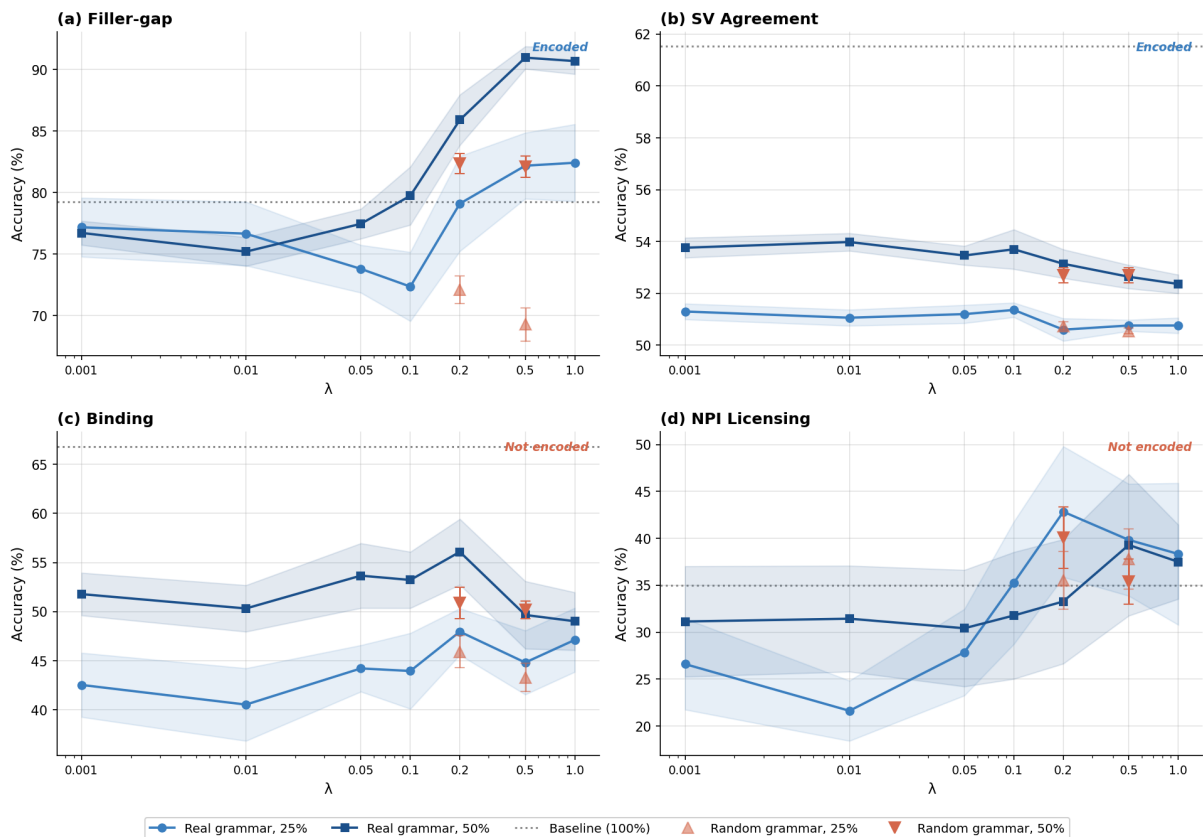 (a) Filler-gap
Encoded
Accuracy (%)
90
85
80
75
70
0.001
0.01
0.05
0.1
0.2
0.5
1.0
λ
(b) SV Agreement
Encoded
Accuracy (%)
62
60
58
56
54
52
50
0.001
0.01
0.05
0.1
0.2
0.5
1.0
λ
(c) Binding
Not encoded
Accuracy (%)
65
60
55
50
45
40
0.001
0.01
0.05
0.1
0.2
0.5
1.0
λ
(d) NPI Licensing
Not encoded
Accuracy (%)
50
45
40
35
30
25
20
0.001
0.01
0.05
0.1
0.2
0.5
1.0
λ
Real grammar, 25%
Real grammar, 50%
Baseline (100%)
Random grammar, 25%
Random grammar, 50%